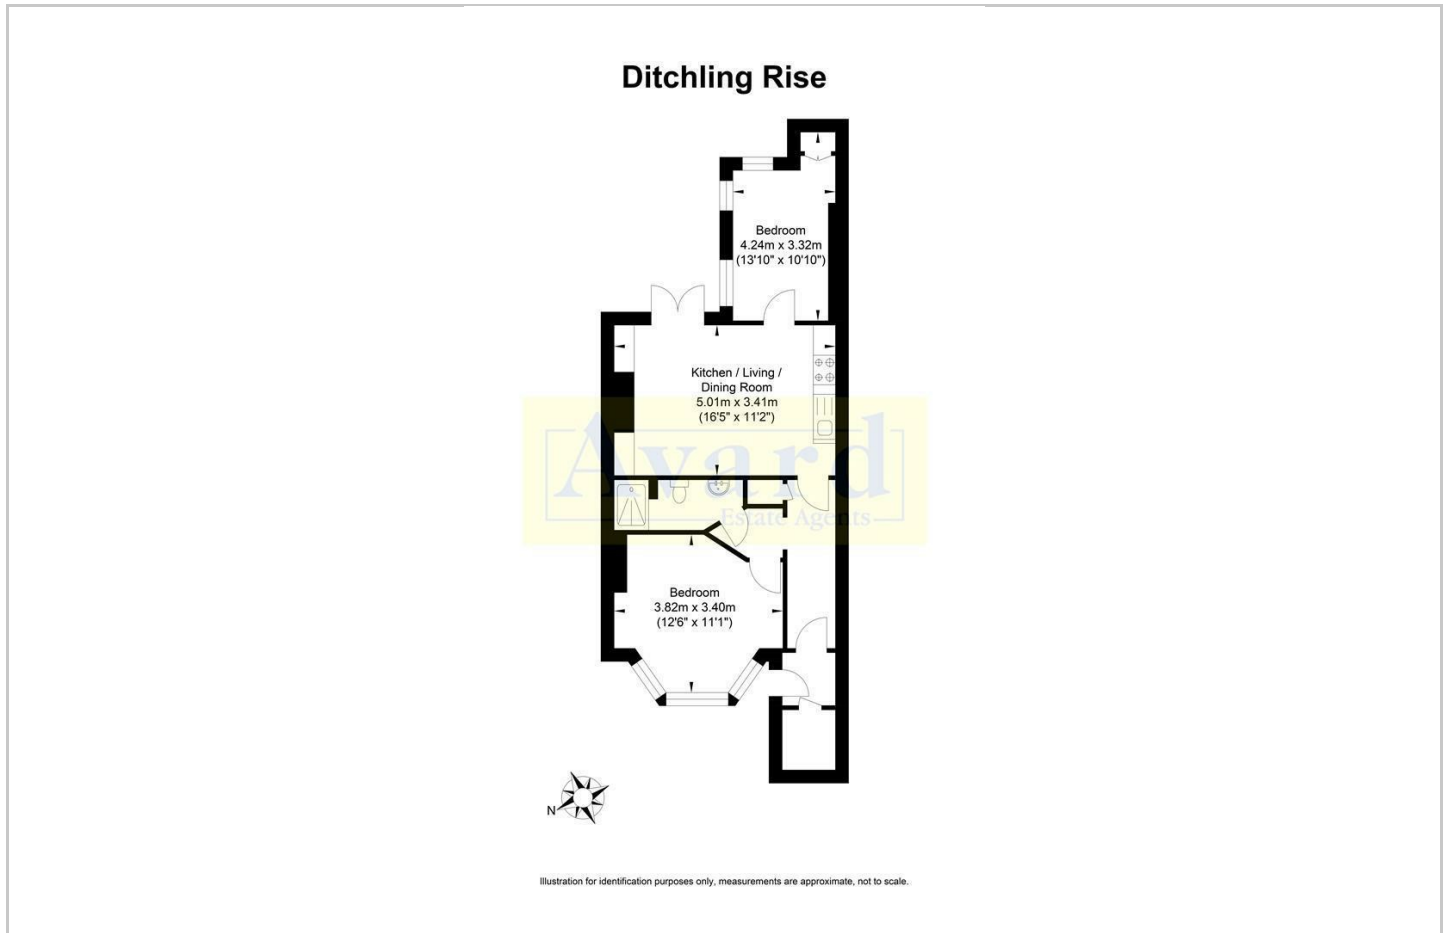 Ditchling Rise
Bedroom
4.24m x 3.32m
(13'10" x 10'10")
Kitchen / Living /
Dining Room
5.01m x 3.41m
(16'5" x 11'2")
Avard
Estate Agents
Bedroom
3.82m x 3.40m
(12'6" x 11'1")
N
Illustration for identification purposes only, measurements are approximate, not to scale.